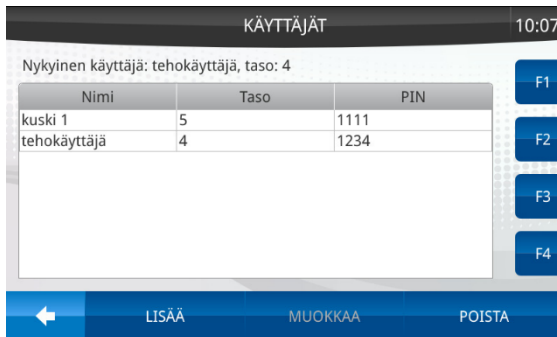 KÄYTTÄJÄT 10:07
Nykyinen käyttäjä: tehokäyttäjä, taso: 4
F1
Nimi Taso PIN
kuski 1 5 1111
tehokäyttäjä 4 1234
F2
F3
F4
LISÄÄ MUOKKAA POISTA